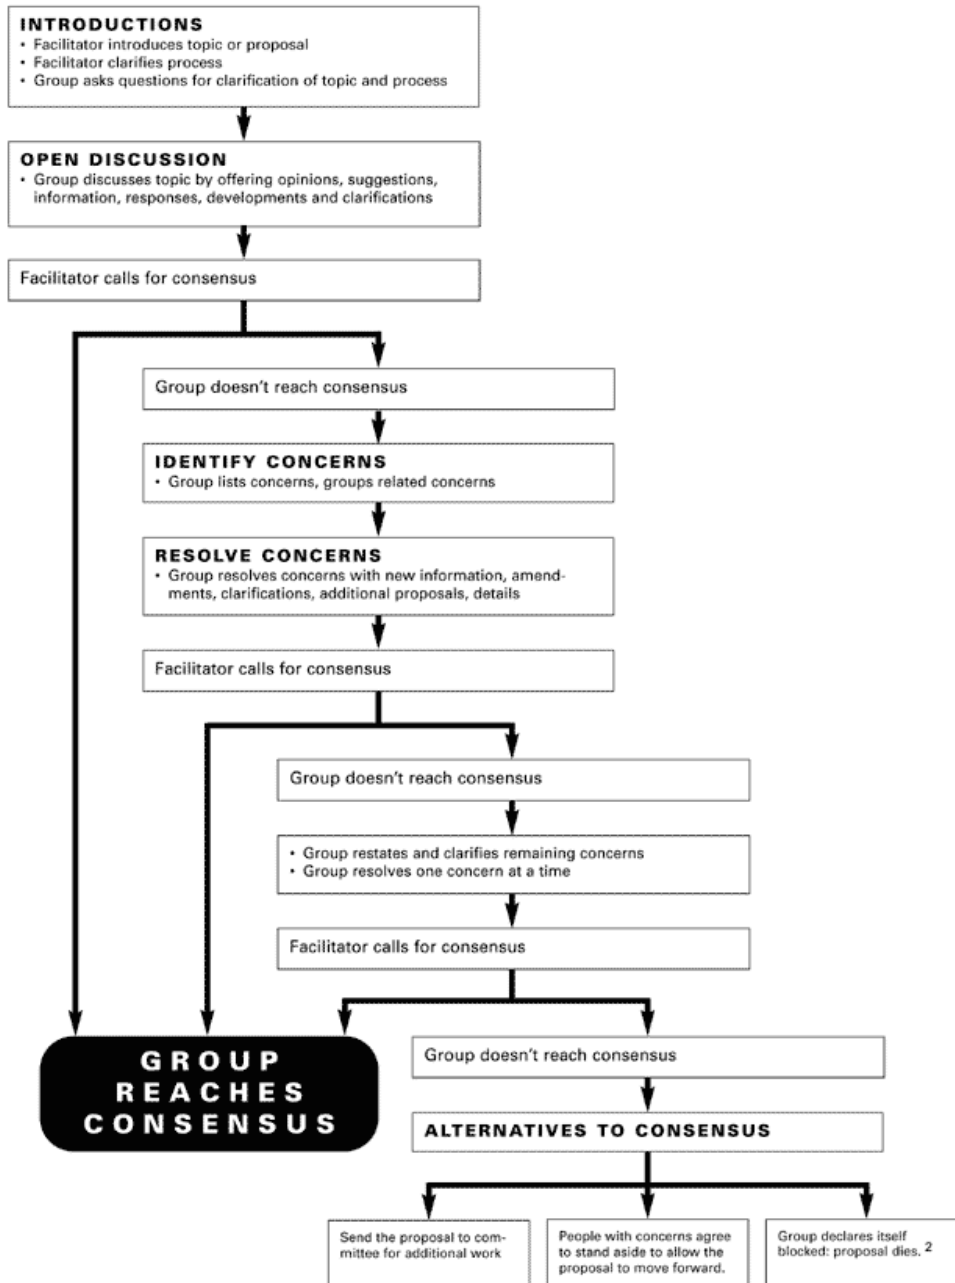 INTRODUCTIONS
• Facilitator introduces topic or proposal
• Facilitator clarifies process
• Group asks questions for clarification of topic and process
OPEN DISCUSSION
• Group discusses topic by offering opinions, suggestions,
information, responses, developments and clarifications
Facilitator calls for consensus
Group doesn't reach consensus
IDENTIFY CONCERNS
• Group lists concerns, groups related concerns
RESOLVE CONCERNS
• Group resolves concerns with new information, amend-
ments, clarifications, additional proposals, details
Facilitator calls for consensus
Group doesn't reach consensus
• Group restates and clarifies remaining concerns
• Group resolves one concern at a time
Facilitator calls for consensus
GROUP
REACHES
CONSENSUS
Group doesn't reach consensus
ALTERNATIVES TO CONSENSUS
Send the proposal to com-
mittee for additional work
People with concerns agree
to stand aside to allow the
proposal to move forward.
Group declares itself
blocked: proposal dies. 2